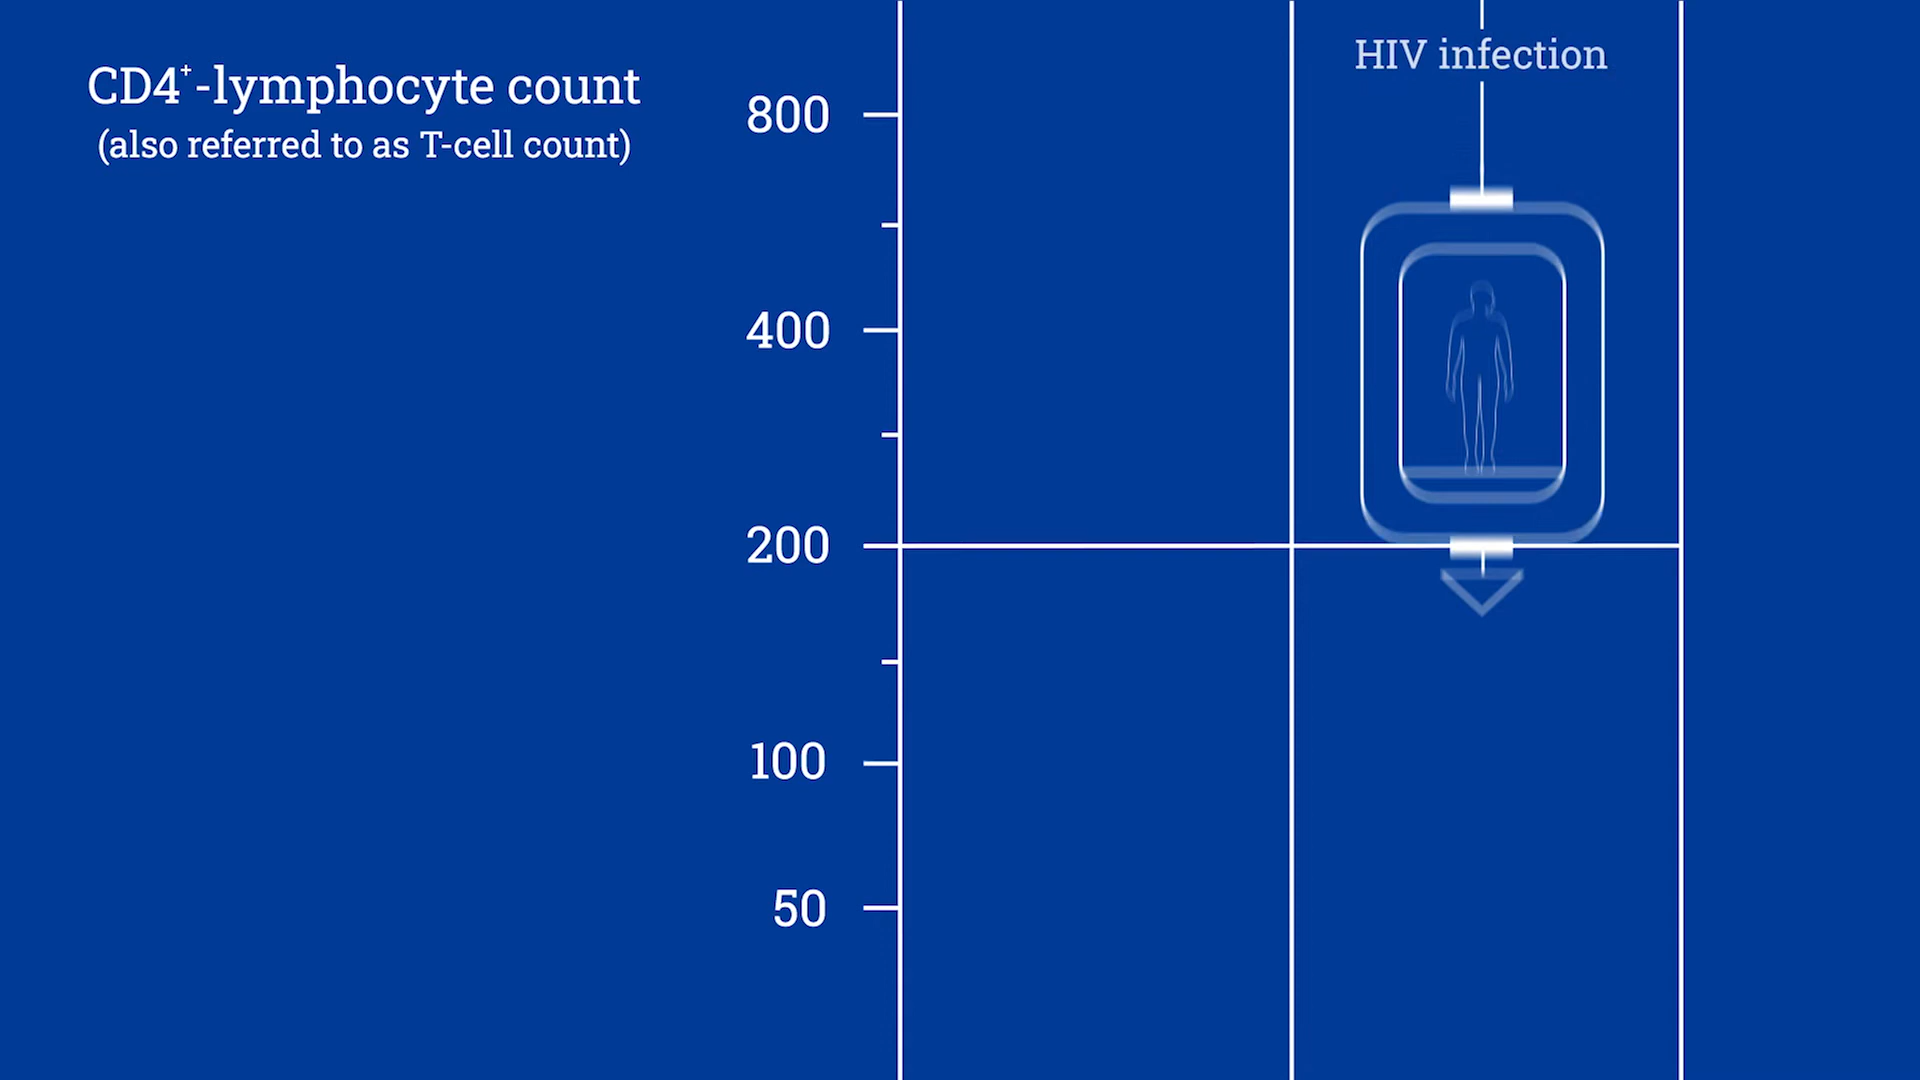 CD4⁺-lymphocyte count
(also referred to as T-cell count)
HIV infection
800
400
200
100
50